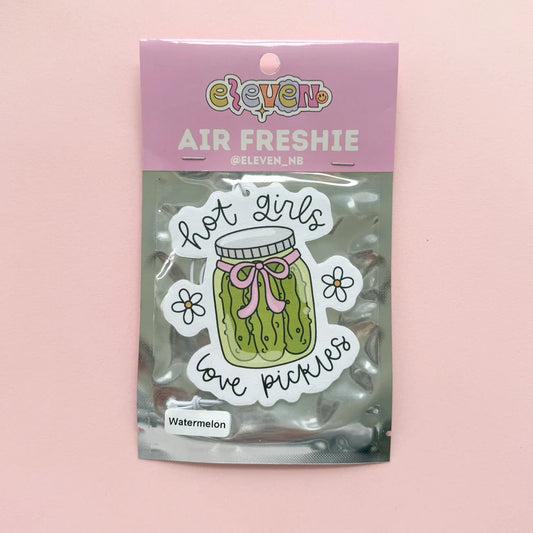 eleven
AIR FRESHIE
@ELEVEN_NB
hot girls
love pickles
Watermelon